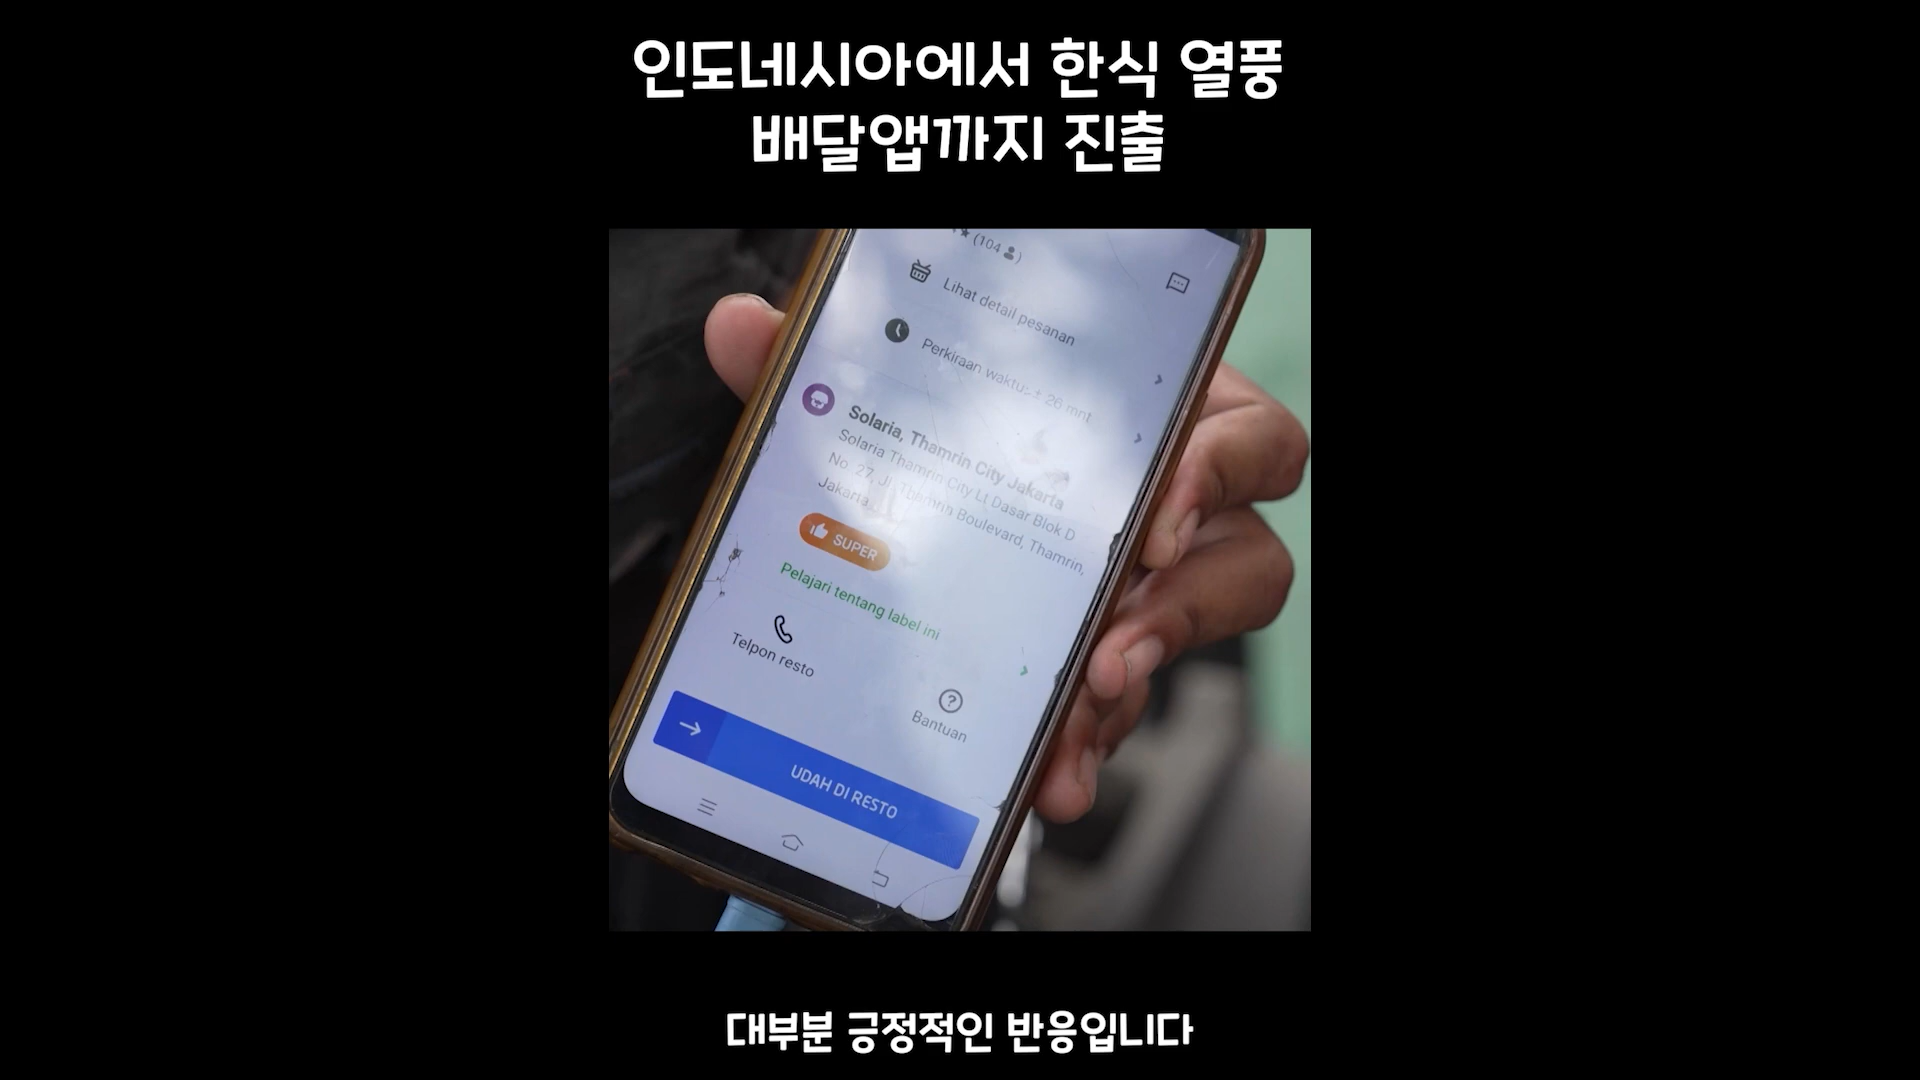 인도네시아에서 한식 열풍
배달앱까지 진출
(104)
Lihat detail pesanan
Perkiraan waktu: ± 26 mnt
Solaria, Thamrin City Jakarta
Solaria Thamrin City Lt Dasar Blok D
No. 27, Jl. Thamrin Boulevard, Thamrin,
Jakarta
SUPER
Pelajari tentang label ini
Telpon resto
Bantuan
UDAH DI RESTO
대부분 긍정적인 반응입니다